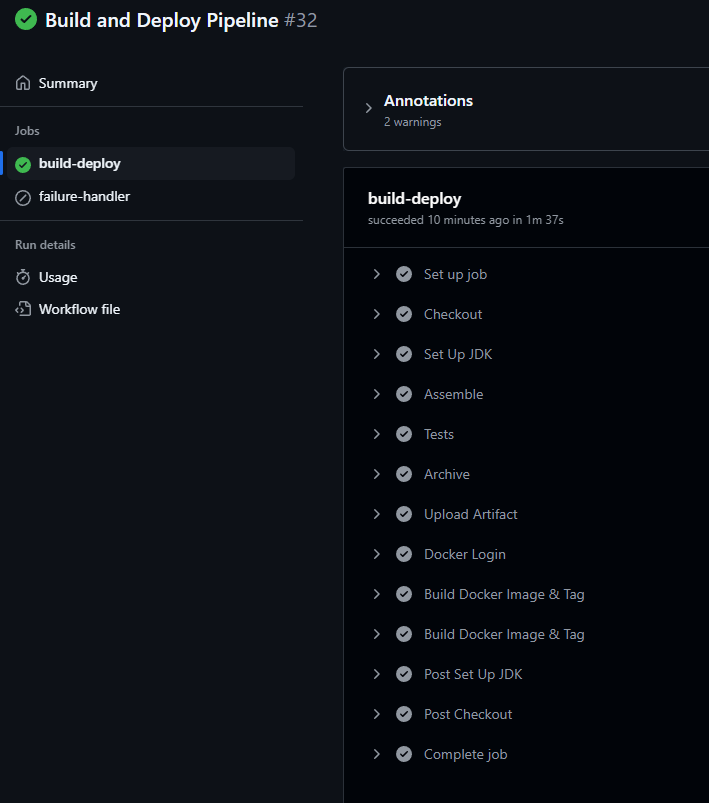 Build and Deploy Pipeline #32
Summary
Jobs
build-deploy
failure-handler
Run details
Usage
Workflow file
Annotations
2 warnings
build-deploy
succeeded 10 minutes ago in 1m 37s
Set up job
Checkout
Set Up JDK
Assemble
Tests
Archive
Upload Artifact
Docker Login
Build Docker Image & Tag
Build Docker Image & Tag
Post Set Up JDK
Post Checkout
Complete job